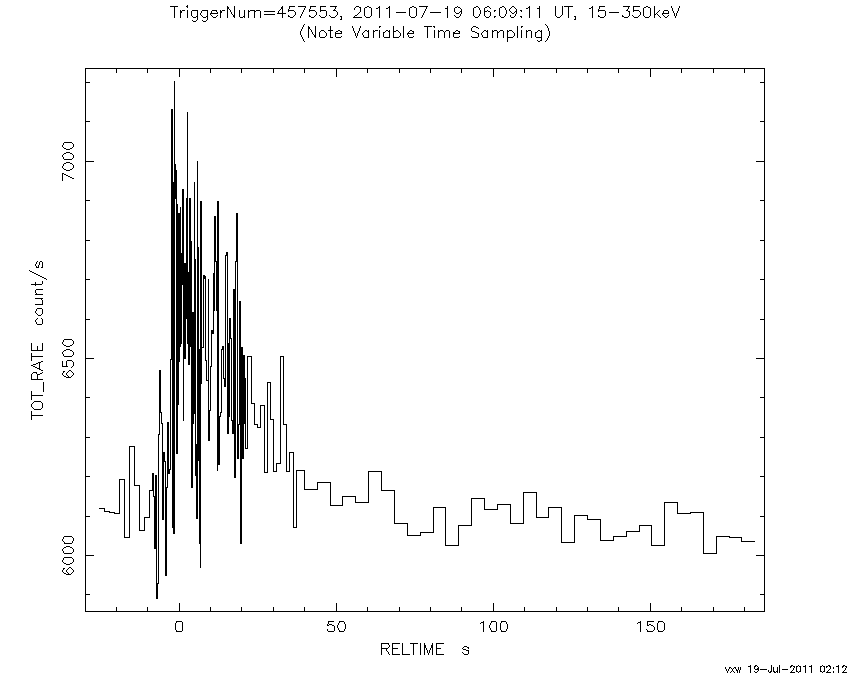 TriggerNum=457553, 2011-07-19 06:09:11 UT, 15-350keV
(Note Variable Time Sampling)
7000
6500
6000
TOT_RATE count/s
0 50 100 150
RELTIME s
vxw 19-Jul-2011 02:12